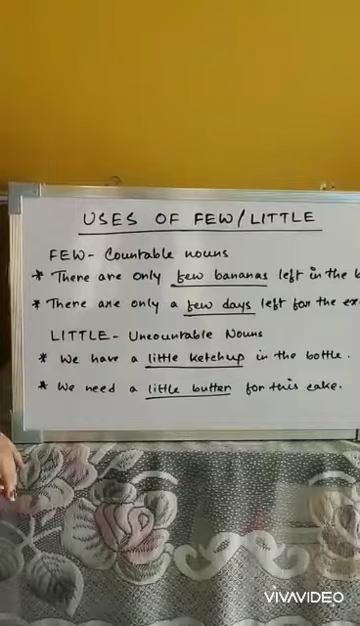 USES OF FEW/LITTLE
FEW- Countable nouns
* There are only few bananas left in the
* There are only a few days left for the
LITTLE- Uncountable Nouns
* We have a little ketchup in the bottle.
* We need a little butter for this cake.
VIVAVIDEO